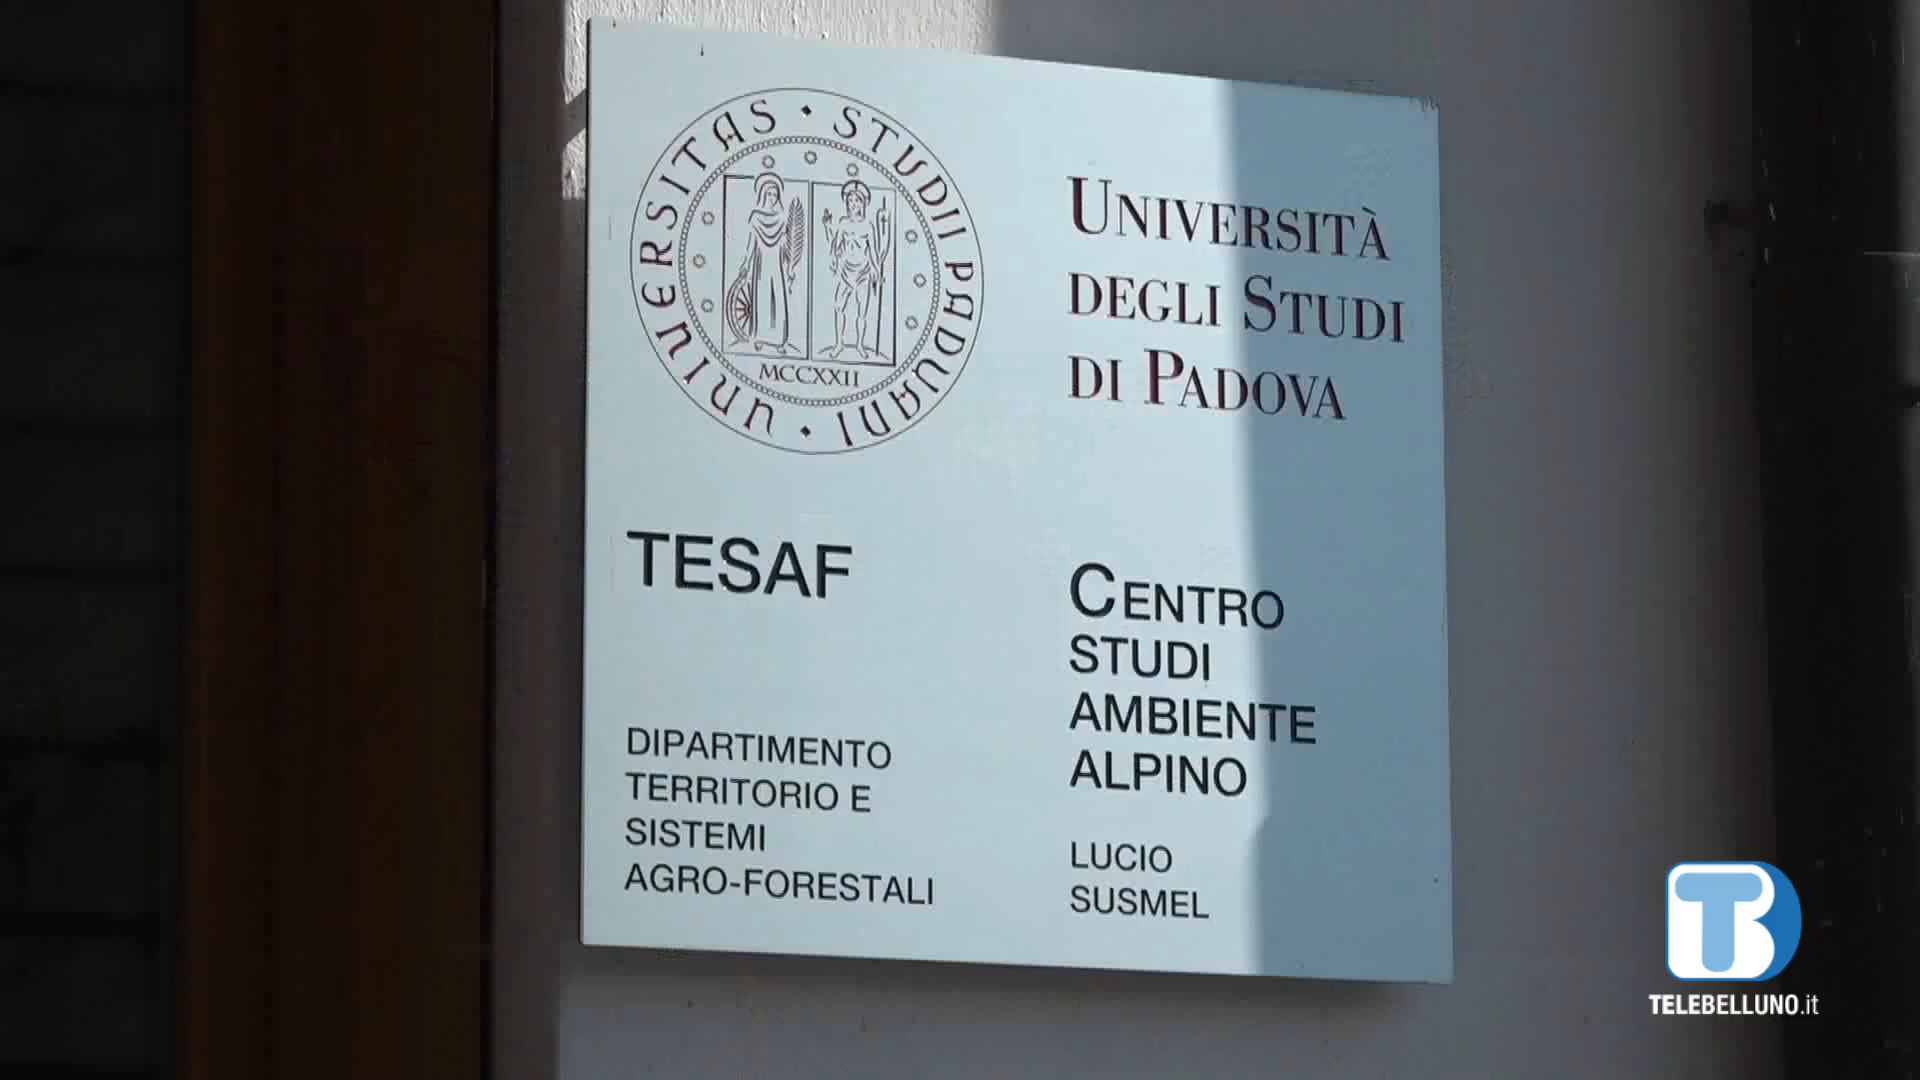 UNIVERSITAS • STUDII PADUANI •
MCCXXII
UNIVERSITÀ
DEGLI STUDI
DI PADOVA
TESAF
DIPARTIMENTO
TERRITORIO E
SISTEMI
AGRO-FORESTALI
CENTRO
STUDI
AMBIENTE
ALPINO
LUCIO
SUSMEL
TB
TELEBELLUNO.it